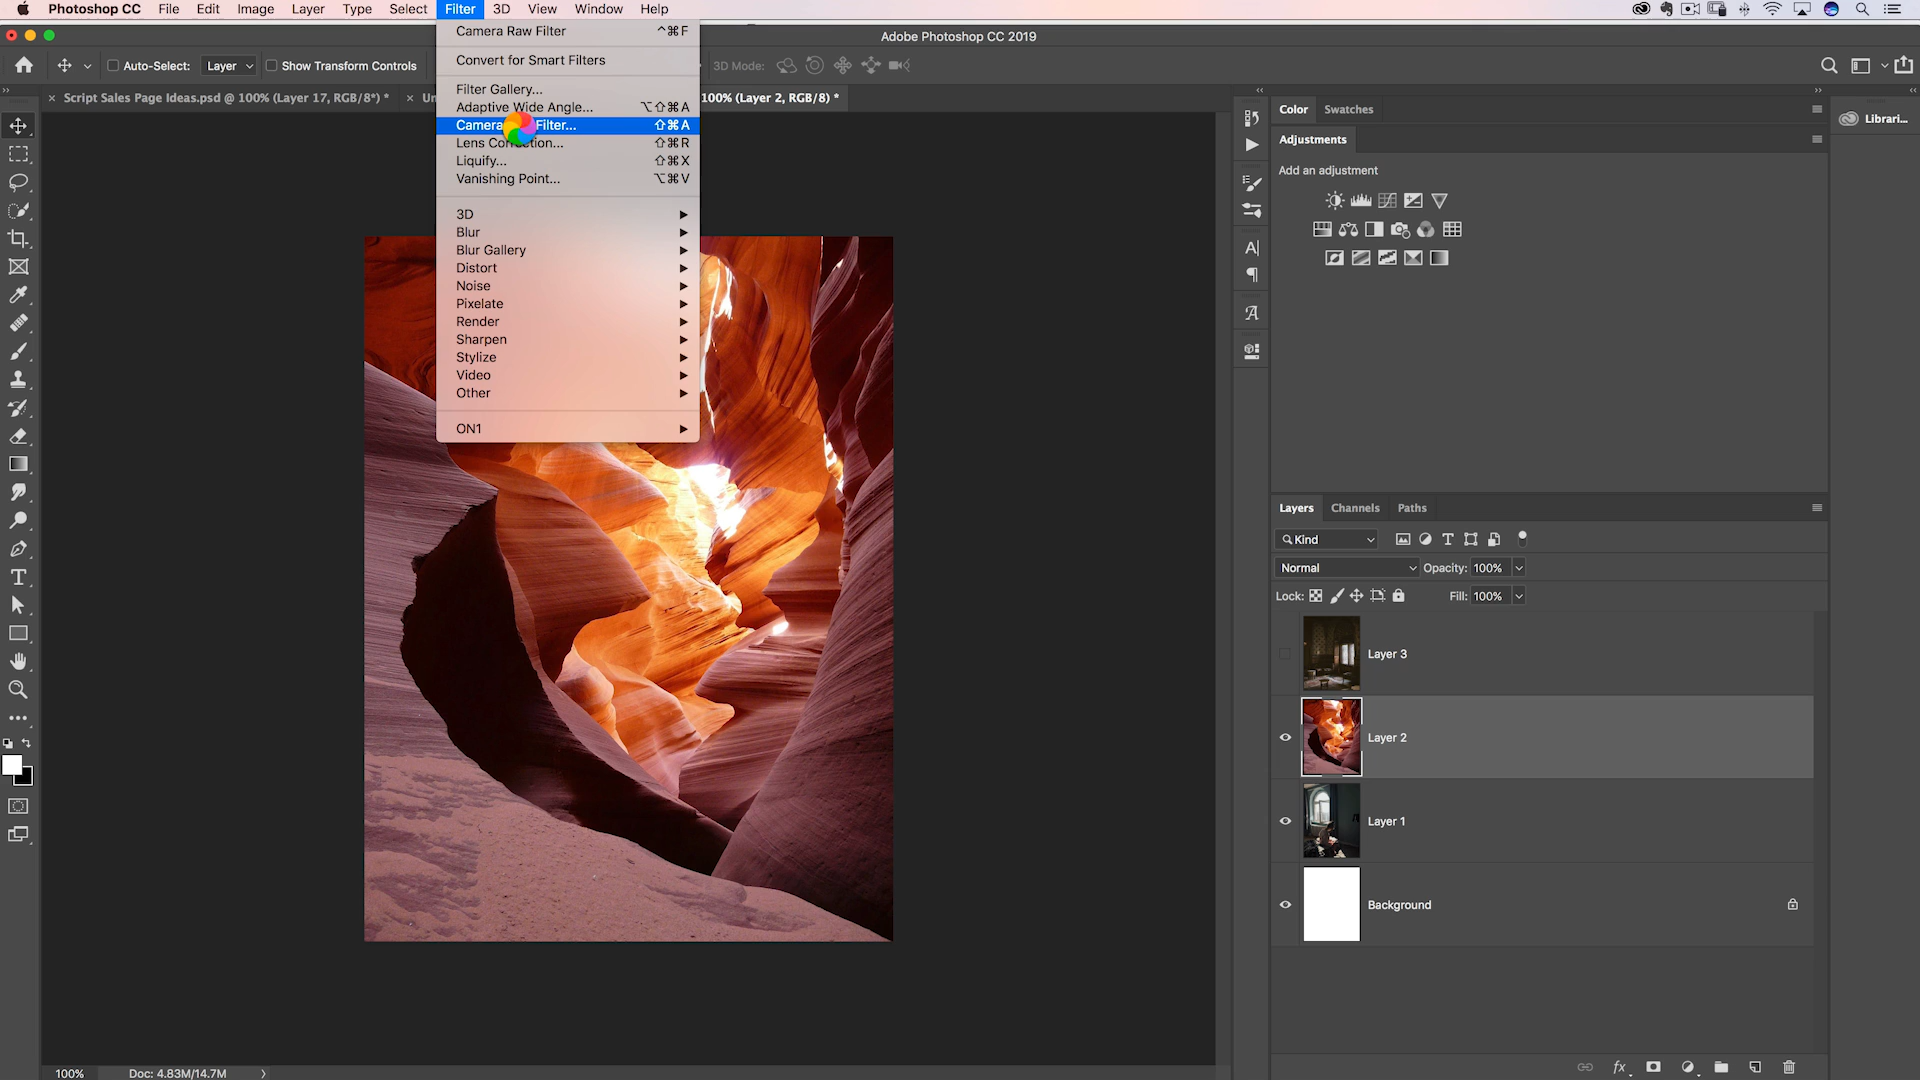 Photoshop CC File Edit Image Layer Type Select Filter 3D View Window Help
Adobe Photoshop CC 2019
Auto-Select: Layer Show Transform Controls 3D Mode:
× Script Sales Page Ideas.psd @ 100% (Layer 17, RGB/8*) * × Un 100% (Layer 2, RGB/8) *
Camera Raw Filter ^⌘F
Convert for Smart Filters
Filter Gallery...
Adaptive Wide Angle... ⌥⇧⌘A
Camera Filter... ⇧⌘A
Lens Correction... ⇧⌘R
Liquify... ⇧⌘X
Vanishing Point... ⌥⌘V
3D
Blur
Blur Gallery
Distort
Noise
Pixelate
Render
Sharpen
Stylize
Video
Other
ON1
Color Swatches
Adjustments
Add an adjustment
Librari...
Layers Channels Paths
Kind
Normal Opacity: 100%
Lock: Fill: 100%
Layer 3
Layer 2
Layer 1
Background
fx
100% Doc: 4.83M/14.7M